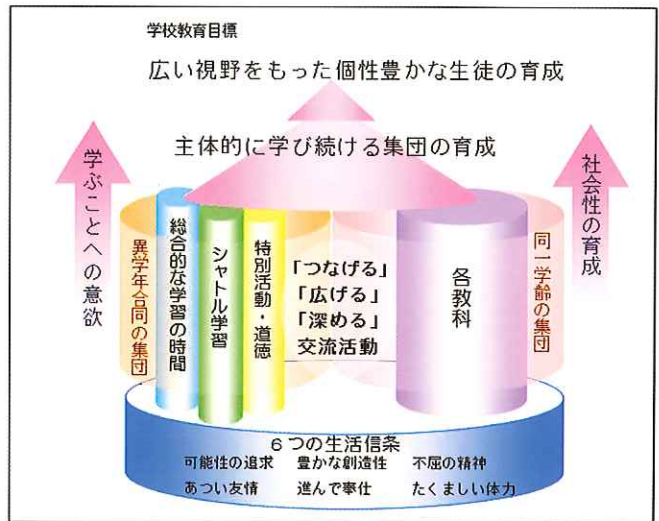 学校教育目標
広い視野をもった個性豊かな生徒の育成
主体的に学び続ける集団の育成
学ぶことへの意欲
社会性の育成
異学年合同の集団
総合的な学習の時間
シャトル学習
特別活動・道徳
「つなげる」
「広げる」
「深める」
交流活動
各教科
同一学齢の集団
６つの生活信条
可能性の追求 豊かな創造性 不屈の精神
あつい友情 進んで奉仕 たくましい体力